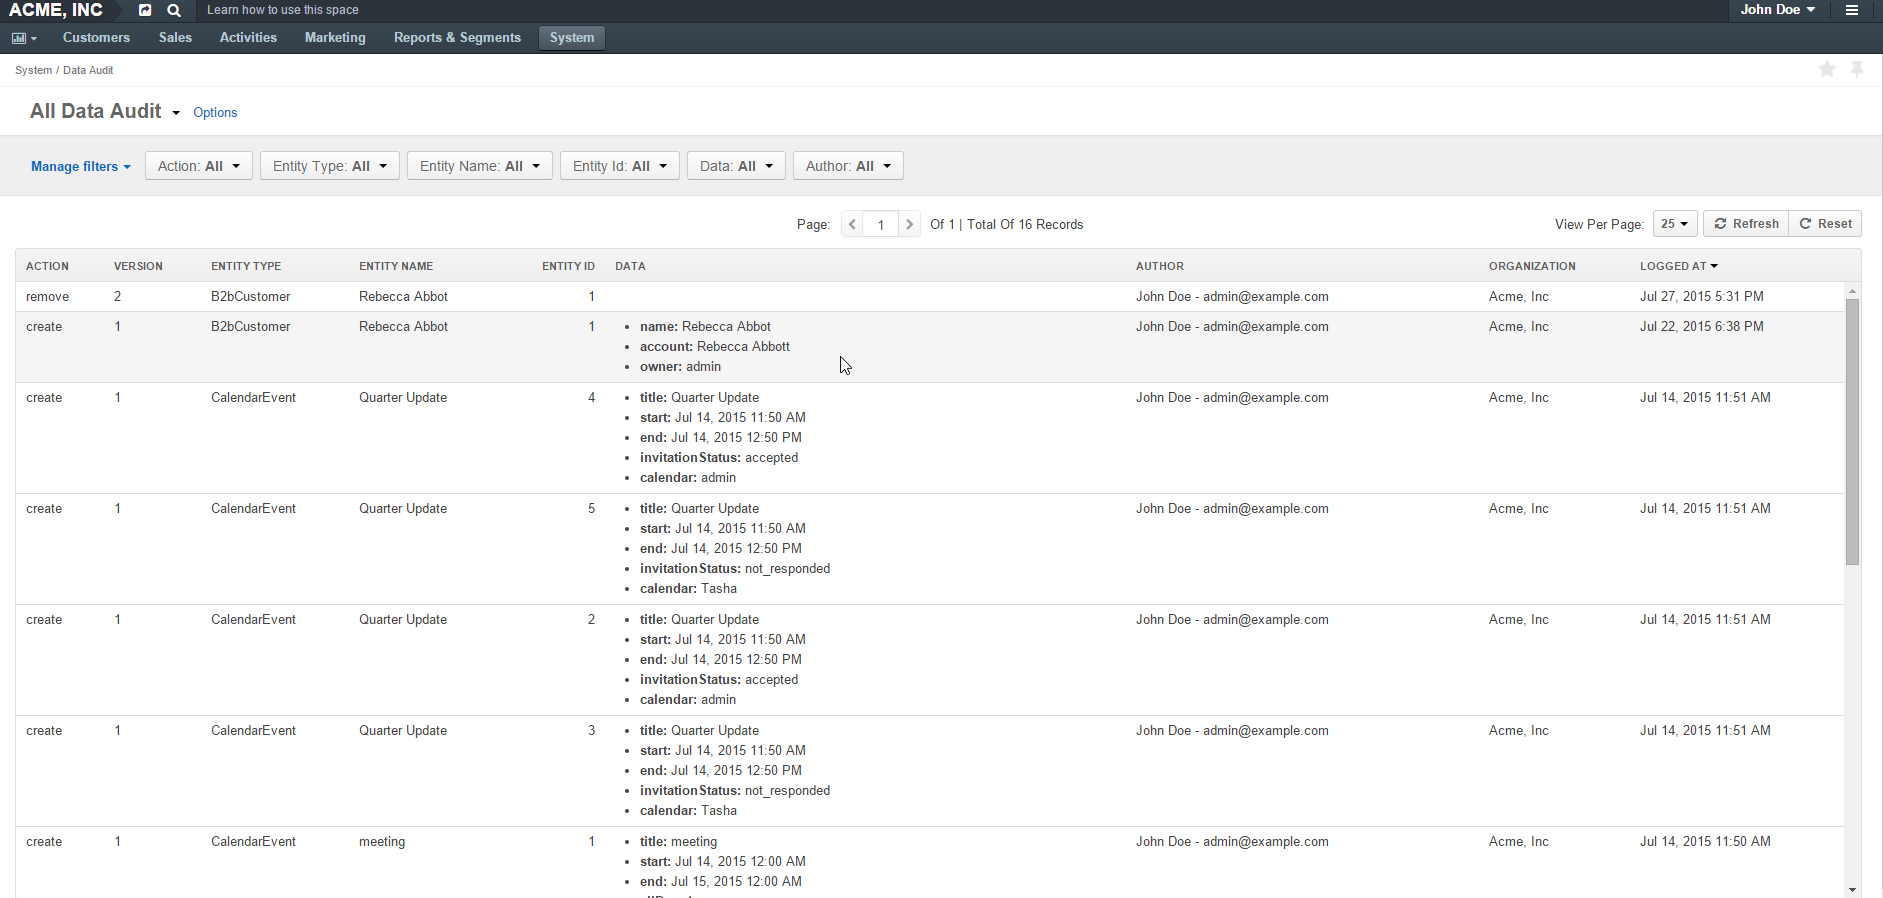 ACME, INC Learn how to use this space John Doe
Customers Sales Activities Marketing Reports & Segments System
System / Data Audit
All Data Audit Options
Manage filters Action: All Entity Type: All Entity Name: All Entity Id: All Data: All Author: All
Page: 1 Of 1 | Total Of 16 Records View Per Page: 25 Refresh Reset
ACTION VERSION ENTITY TYPE ENTITY NAME ENTITY ID DATA AUTHOR ORGANIZATION LOGGED AT
remove 2 B2bCustomer Rebecca Abbot 1 John Doe - admin@example.com Acme, Inc Jul 27, 2015 5:31 PM
create 1 B2bCustomer Rebecca Abbot 1 • name: Rebecca Abbot John Doe - admin@example.com Acme, Inc Jul 22, 2015 6:38 PM
• account: Rebecca Abbott
• owner: admin
create 1 CalendarEvent Quarter Update 4 • title: Quarter Update John Doe - admin@example.com Acme, Inc Jul 14, 2015 11:51 AM
• start: Jul 14, 2015 11:50 AM
• end: Jul 14, 2015 12:50 PM
• invitationStatus: accepted
• calendar: admin
create 1 CalendarEvent Quarter Update 5 • title: Quarter Update John Doe - admin@example.com Acme, Inc Jul 14, 2015 11:51 AM
• start: Jul 14, 2015 11:50 AM
• end: Jul 14, 2015 12:50 PM
• invitationStatus: not_responded
• calendar: Tasha
create 1 CalendarEvent Quarter Update 2 • title: Quarter Update John Doe - admin@example.com Acme, Inc Jul 14, 2015 11:51 AM
• start: Jul 14, 2015 11:50 AM
• end: Jul 14, 2015 12:50 PM
• invitationStatus: accepted
• calendar: admin
create 1 CalendarEvent Quarter Update 3 • title: Quarter Update John Doe - admin@example.com Acme, Inc Jul 14, 2015 11:51 AM
• start: Jul 14, 2015 11:50 AM
• end: Jul 14, 2015 12:50 PM
• invitationStatus: not_responded
• calendar: Tasha
create 1 CalendarEvent meeting 1 • title: meeting John Doe - admin@example.com Acme, Inc Jul 14, 2015 11:50 AM
• start: Jul 14, 2015 12:00 AM
• end: Jul 15, 2015 12:00 AM